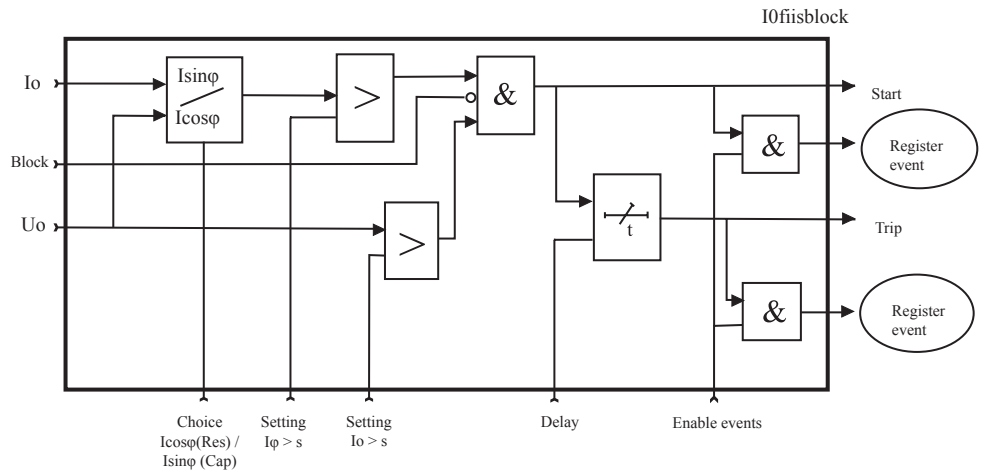 I0fiisblock
Io
Isinφ
Icosφ
>
&
Start
&
Register
event
Block
Uo
>
t
Trip
&
Register
event
Choice
Icosφ(Res) /
Isinφ (Cap)
Setting
Iφ > s
Setting
Io > s
Delay
Enable events